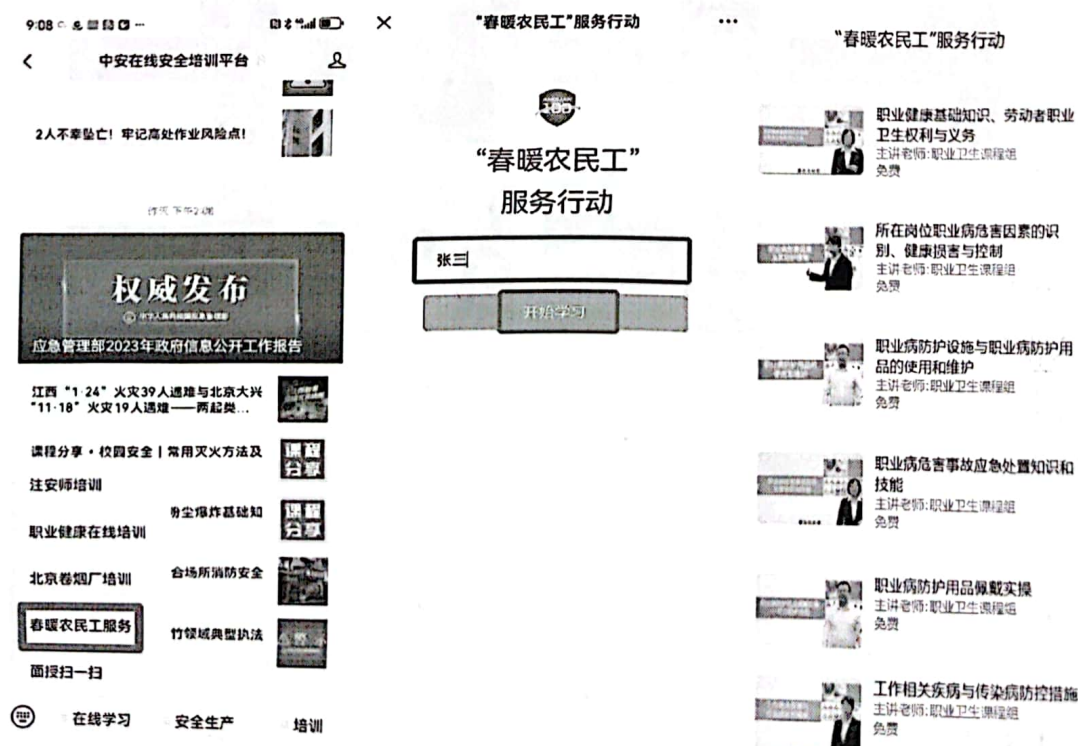 9:08
中安在线安全培训平台
2人不幸坠亡！牢记高处作业风险点！
权威发布
应急管理部2023年政府信息公开工作报告
江西“1·24”火灾39人遇难与北京大兴
“11·18”火灾19人遇难——两起类...
课程分享·校园安全|常用灭火方法及
课程
分享
注安师培训
粉尘爆炸基础知
课程
分享
职业健康在线培训
合场所消防安全
北京卷烟厂培训
春暖农民工服务
竹领域典型执法
面授扫一扫
在线学习
安全生产
培训
“春暖农民工”服务行动
“春暖农民工”
服务行动
张三
开始学习
“春暖农民工”服务行动
职业健康基础知识、劳动者职业
卫生权利与义务
主讲老师:职业卫生课程组
免费
所在岗位职业病危害因素的识
别、健康损害与控制
主讲老师:职业卫生课程组
免费
职业病防护设施与职业病防护用
品的使用和维护
主讲老师:职业卫生课程组
免费
职业病危害事故应急处置知识和
技能
主讲老师:职业卫生课程组
免费
职业病防护用品佩戴实操
主讲老师:职业卫生课程组
免费
工作相关疾病与传染病防控措施
主讲老师:职业卫生课程组
免费